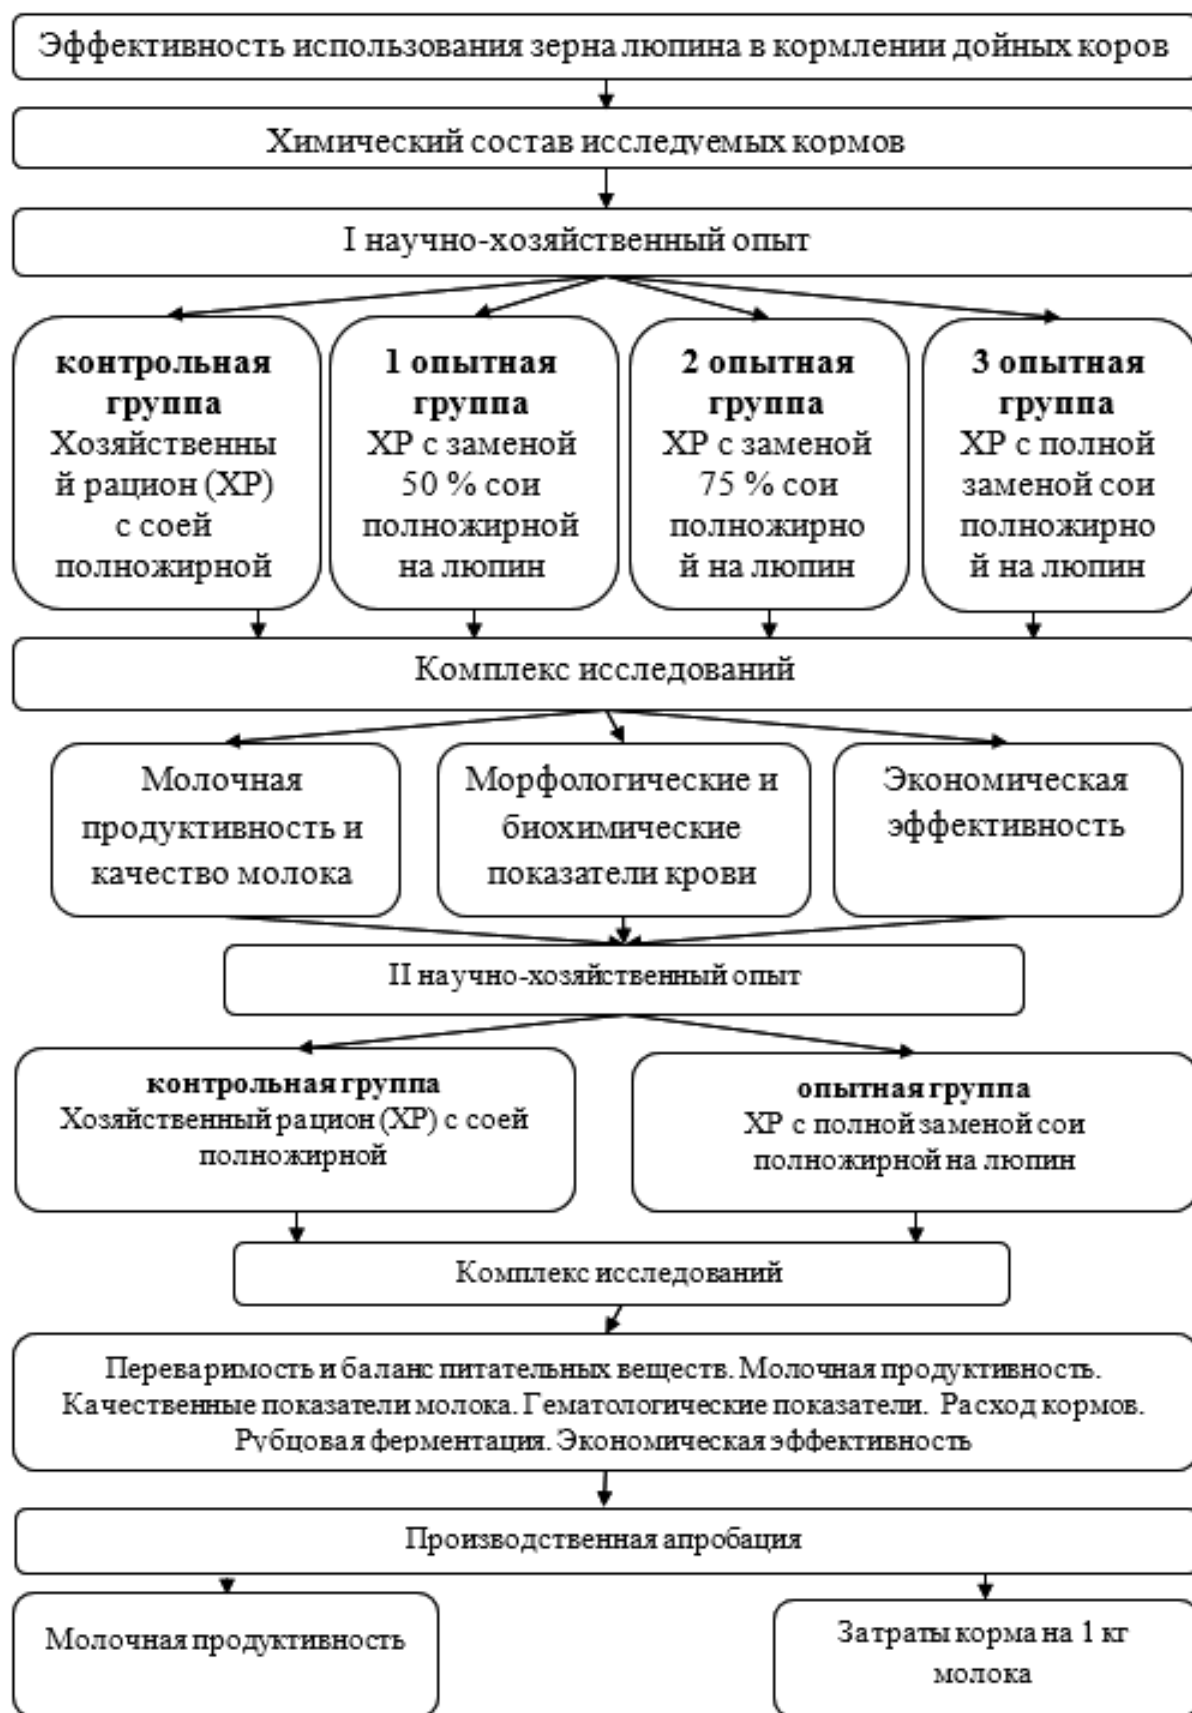 Эффективность использования зерна люпина в кормлении дойных коров
Химический состав исследуемых кормов
I научно-хозяйственный опыт
контрольная
группа
Хозяйственны
й рацион (ХР)
с соей
полножирной
1 опытная
группа
ХР с заменой
50 % сои
полножирной
на люпин
2 опытная
группа
ХР с заменой
75 % сои
полножирно
й на люпин
3 опытная
группа
ХР с полной
заменой сои
полножирно
й на люпин
Комплекс исследований
Молочная
продуктивность и
качество молока
Морфологические и
биохимические
показатели крови
Экономическая
эффективность
II научно-хозяйственный опыт
контрольная группа
Хозяйственный рацион (ХР) с соей
полножирной
опытная группа
ХР с полной заменой сои
полножирной на люпин
Комплекс исследований
Переваримость и баланс питательных веществ. Молочная продуктивность.
Качественные показатели молока. Гематологические показатели. Расход кормов.
Рубцовая ферментация. Экономическая эффективность
Производственная апробация
Молочная продуктивность
Затраты корма на 1 кг
молока